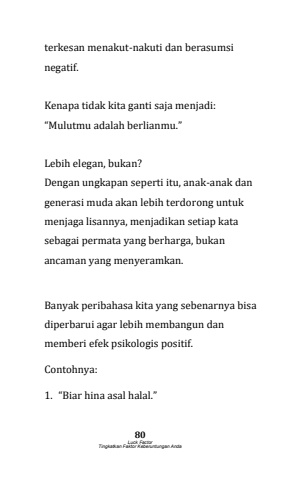 terkesan menakut-nakuti dan berasumsi
negatif.
Kenapa tidak kita ganti saja menjadi:
“Mulutmu adalah berlianmu.”
Lebih elegan, bukan?
Dengan ungkapan seperti itu, anak-anak dan
generasi muda akan lebih terdorong untuk
menjaga lisannya, menjadikan setiap kata
sebagai permata yang berharga, bukan
ancaman yang menyeramkan.
Banyak peribahasa kita yang sebenarnya bisa
diperbarui agar lebih membangun dan
memberi efek psikologis positif.
Contohnya:
1. “Biar hina asal halal.”
80
Luck Factor
Tingkatkan Faktor Keberuntungan Anda